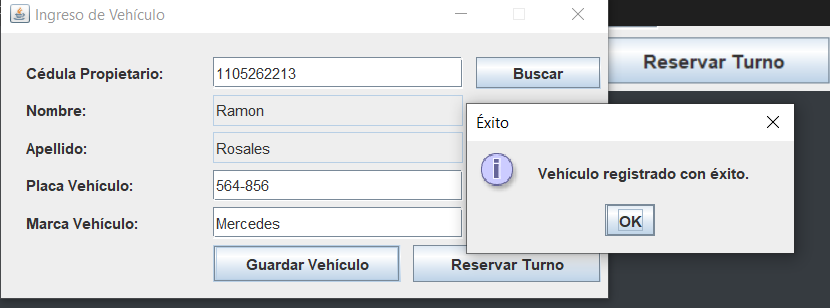 Ingreso de Vehículo
Cédula Propietario: 1105262213 Buscar
Nombre: Ramon
Apellido: Rosales
Placa Vehículo: 564-856
Marca Vehículo: Mercedes
Guardar Vehículo Reservar Turno
Reservar Turno
Éxito
Vehículo registrado con éxito.
OK